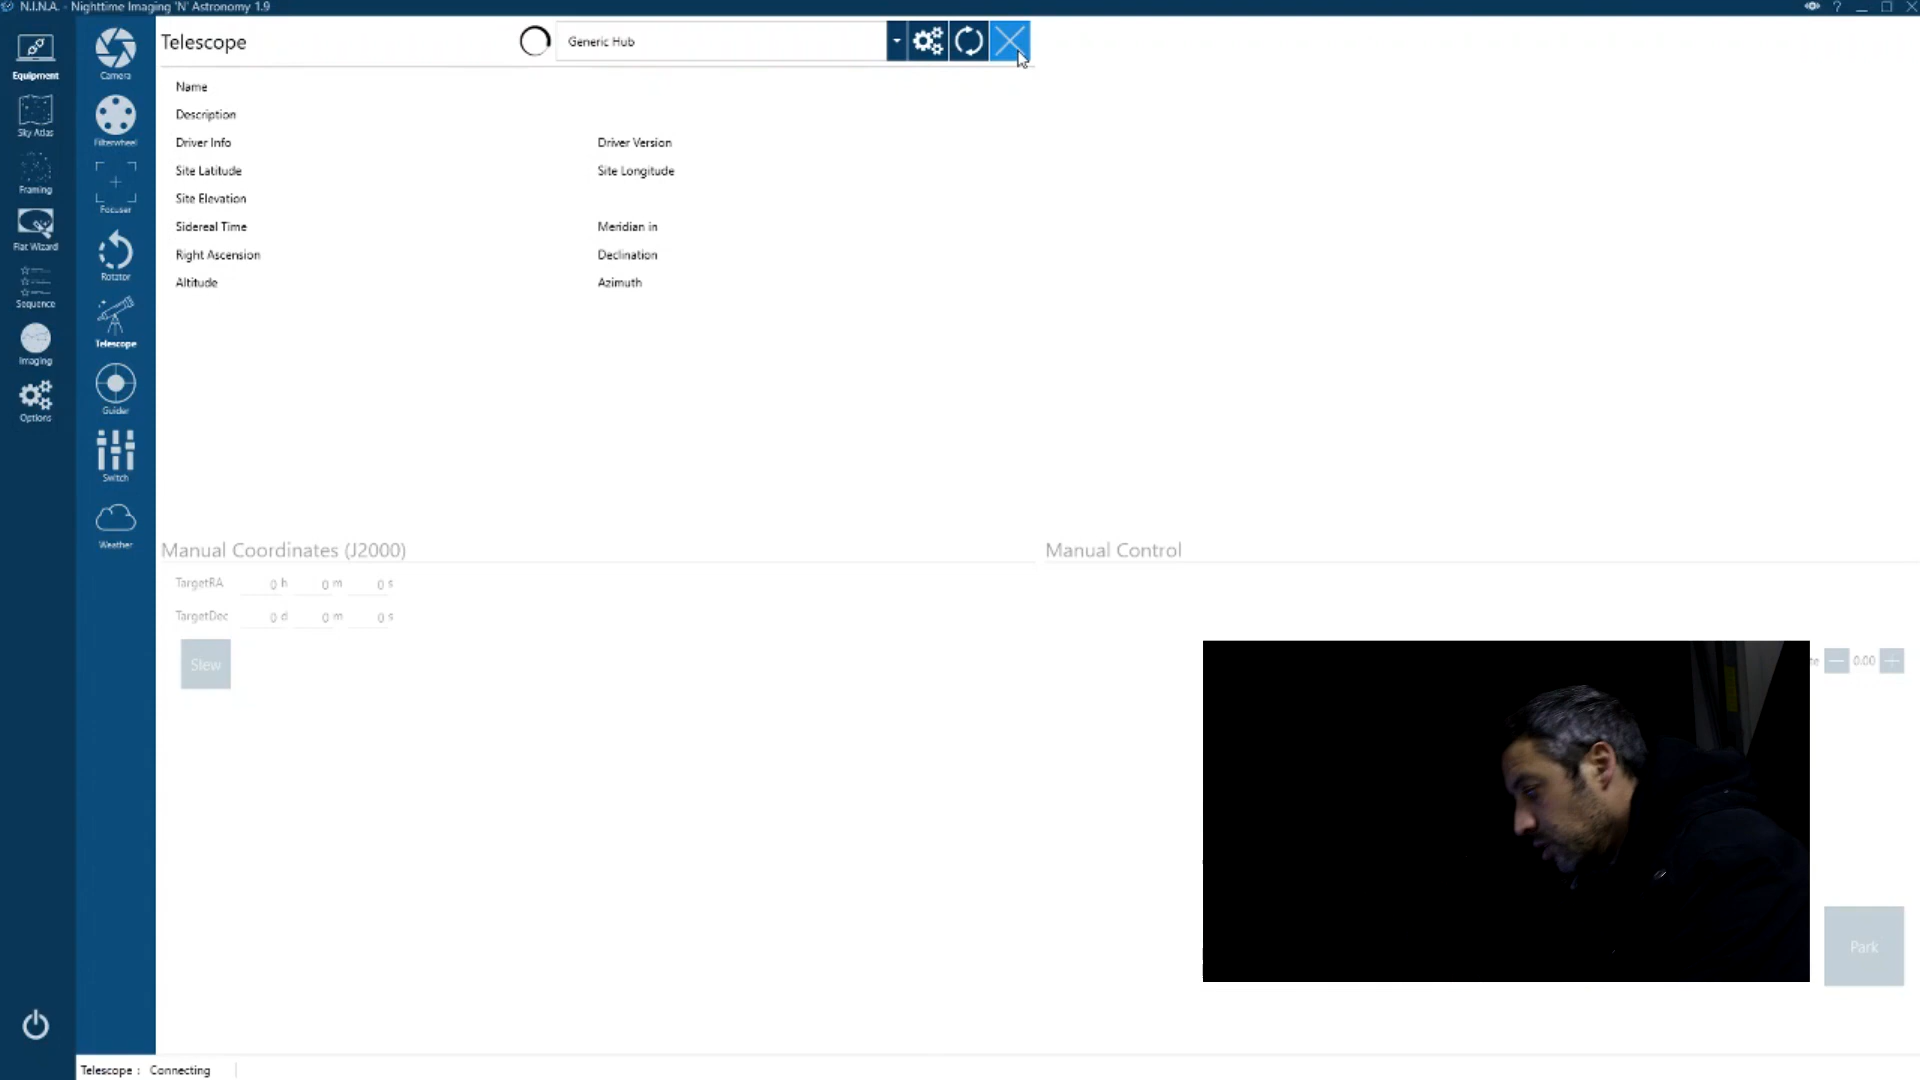 N.I.N.A. - Nighttime Imaging 'N' Astronomy 1.9
Equipment
Sky Atlas
Framing
Flat Wizard
Sequence
Imaging
Options
Camera
Filterwheel
Focuser
Rotator
Telescope
Guider
Switch
Weather
Telescope
Generic Hub
Name
Description
Driver Info Driver Version
Site Latitude Site Longitude
Site Elevation
Sidereal Time Meridian in
Right Ascension Declination
Altitude Azimuth
Manual Coordinates (J2000)
TargetRA 0 h 0 m 0 s
TargetDec 0 d 0 m 0 s
Slew
Manual Control
0.00
Park
Telescope : Connecting